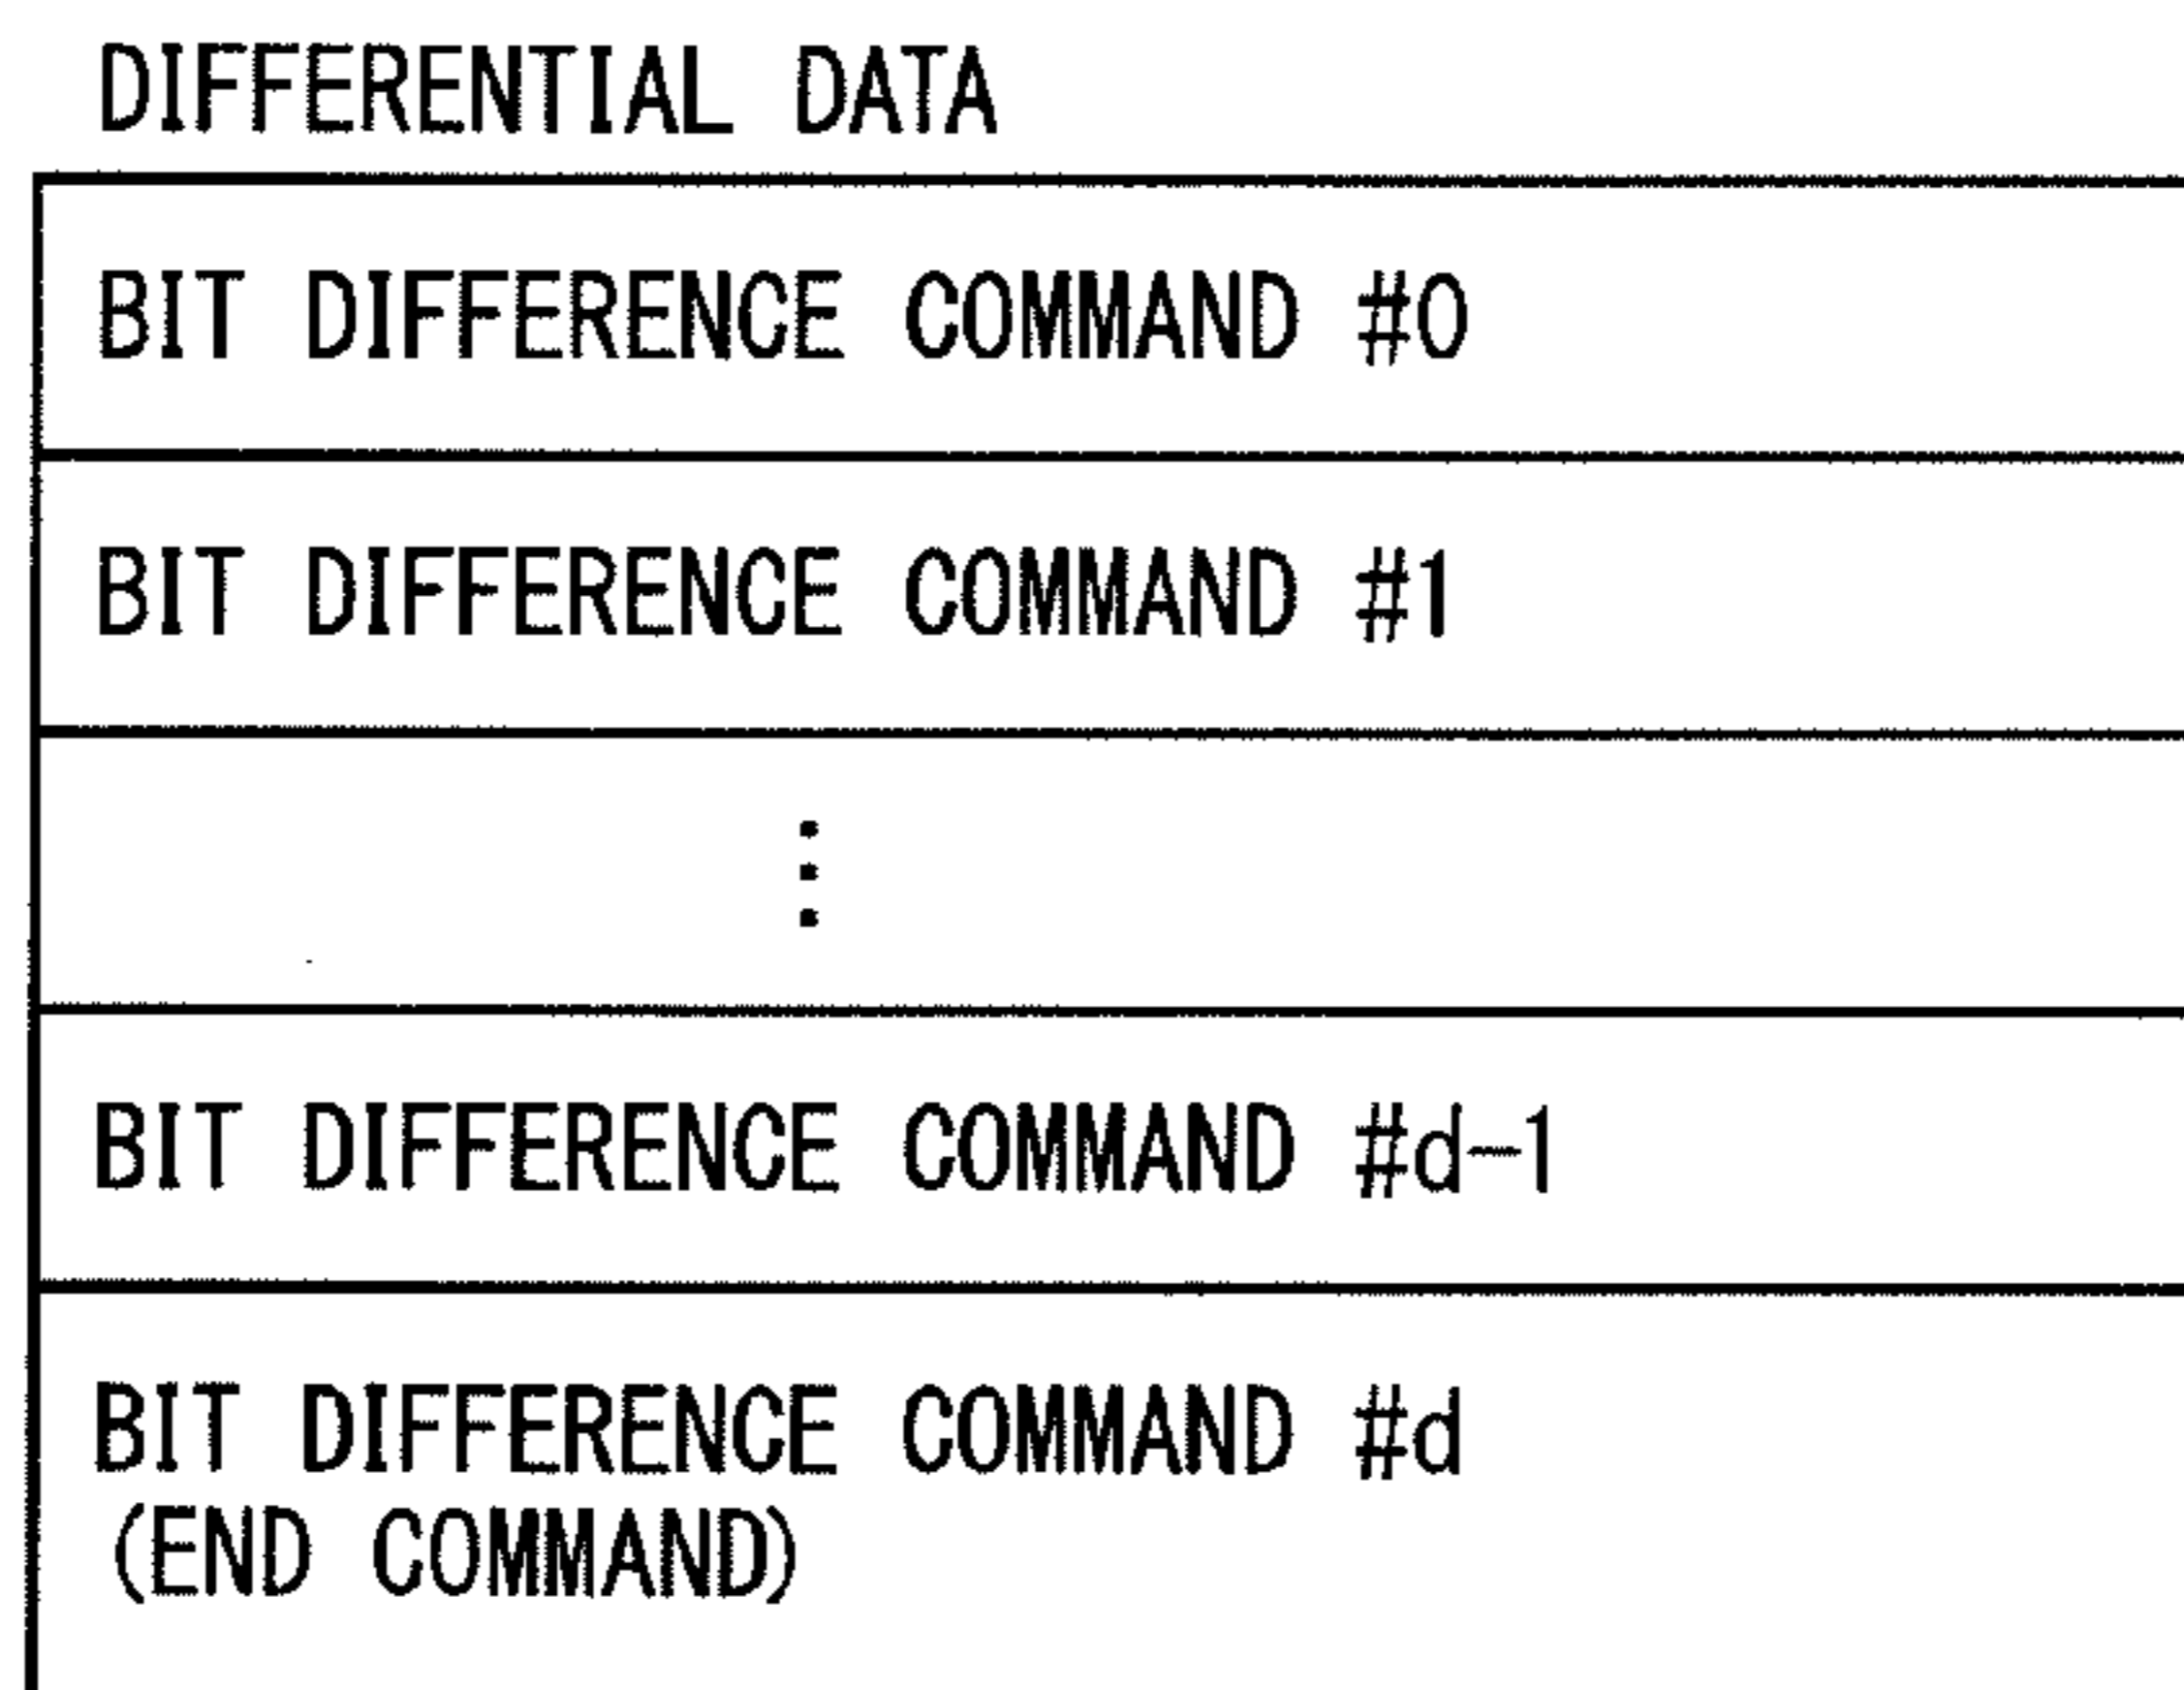 DIFFERENTIAL DATA
BIT DIFFERENCE COMMAND #0
BIT DIFFERENCE COMMAND #1
BIT DIFFERENCE COMMAND #d-1
BIT DIFFERENCE COMMAND #d
(END COMMAND)